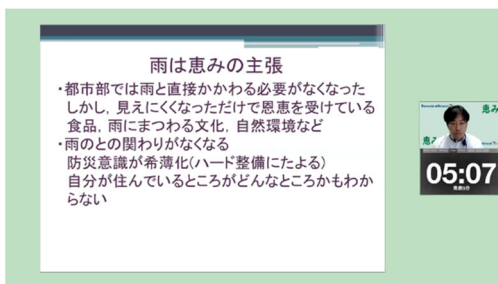 雨は恵みの主張
・都市部では雨と直接かかわる必要がなくなった
しかし，見えにくくなっただけで恩恵を受けている
食品，雨にまつわる文化，自然環境など
・雨のとの関わりがなくなる
防災意識が希薄化(ハード整備にたよる)
自分が住んでいるところがどんなところかもわか
らない
恵み
05:07